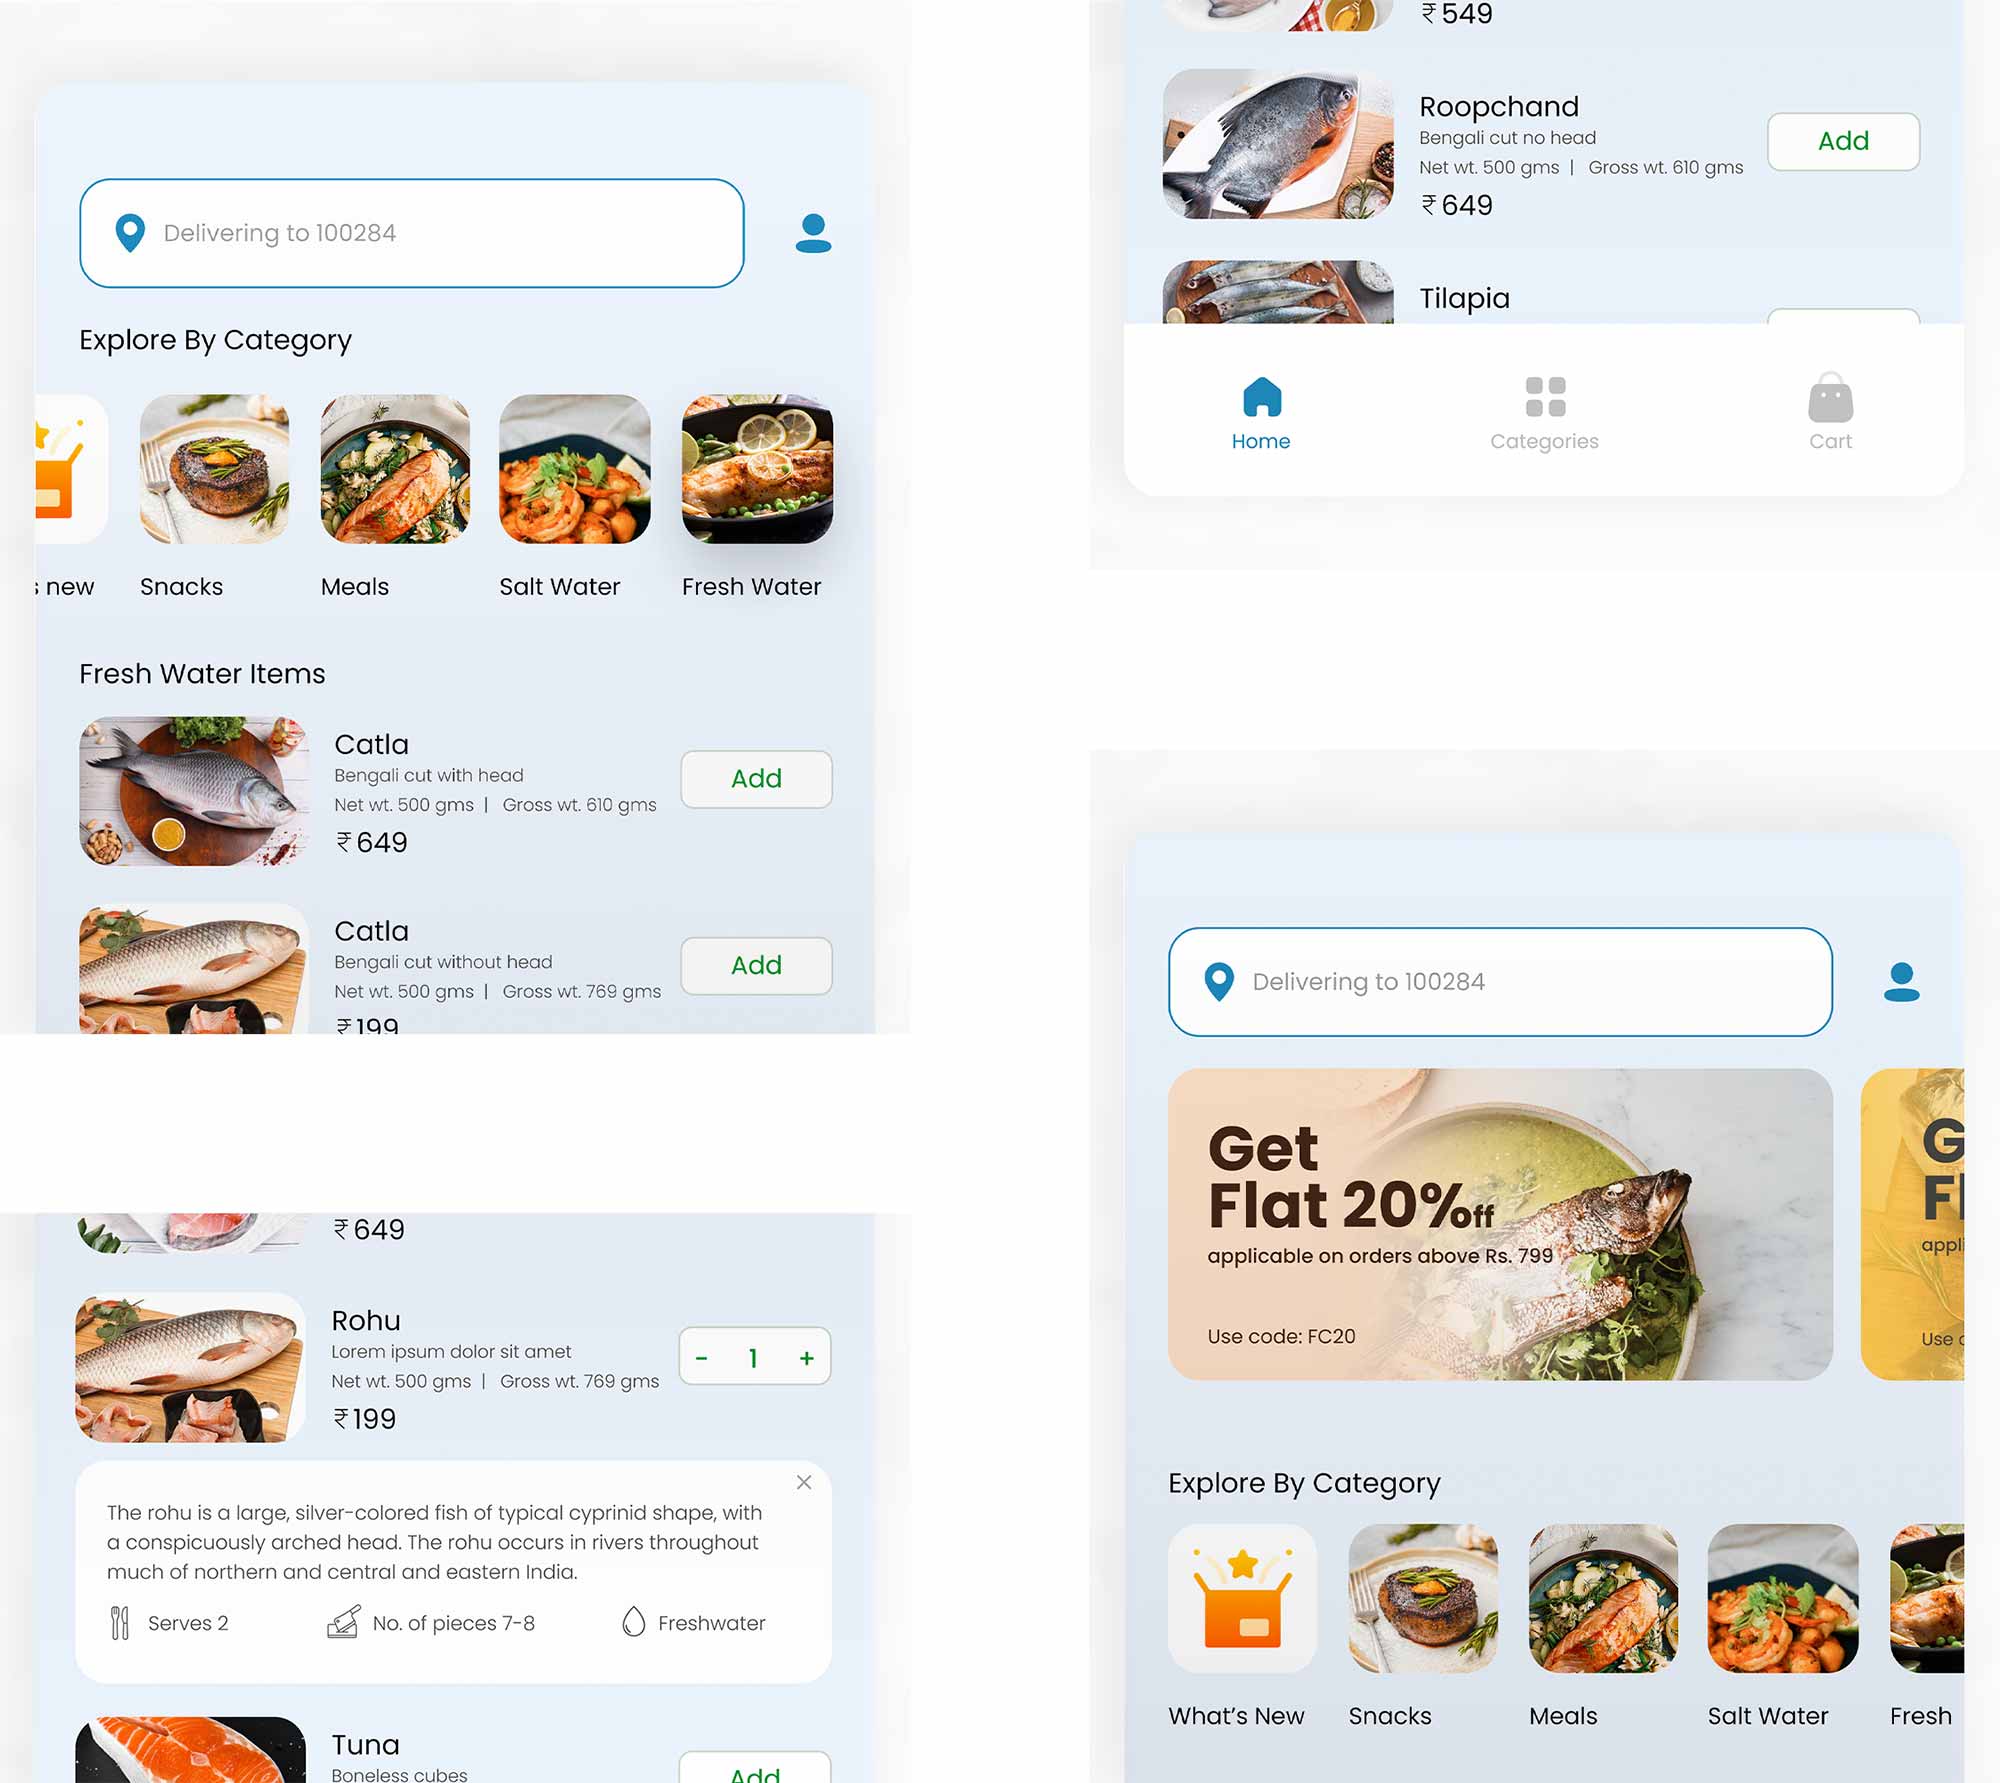 Delivering to 100284
Explore By Category
s new
Snacks
Meals
Salt Water
Fresh Water
Fresh Water Items
Catla
Bengali cut with head
Net wt. 500 gms | Gross wt. 610 gms
₹649
Add
Catla
Bengali cut without head
Net wt. 500 gms | Gross wt. 769 gms
₹199
Add
₹649
Rohu
Lorem ipsum dolor sit amet
Net wt. 500 gms | Gross wt. 769 gms
₹199
- 1 +
The rohu is a large, silver-colored fish of typical cyprinid shape, with
a conspicuously arched head. The rohu occurs in rivers throughout
much of northern and central and eastern India.
Serves 2
No. of pieces 7-8
Freshwater
Tuna
Boneless cubes
Add
₹549
Roopchand
Bengali cut no head
Net wt. 500 gms | Gross wt. 610 gms
₹649
Add
Tilapia
Home
Categories
Cart
Delivering to 100284
Get
Flat 20%off
applicable on orders above Rs. 799
Use code: FC20
G
Fl
appli
Use c
Explore By Category
What's New
Snacks
Meals
Salt Water
Fresh